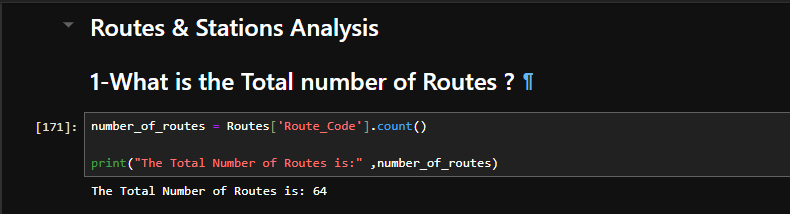 Routes & Stations Analysis
1-What is the Total number of Routes ? ¶
[171]: number_of_routes = Routes['Route_Code'].count()
print("The Total Number of Routes is:" ,number_of_routes)
The Total Number of Routes is: 64